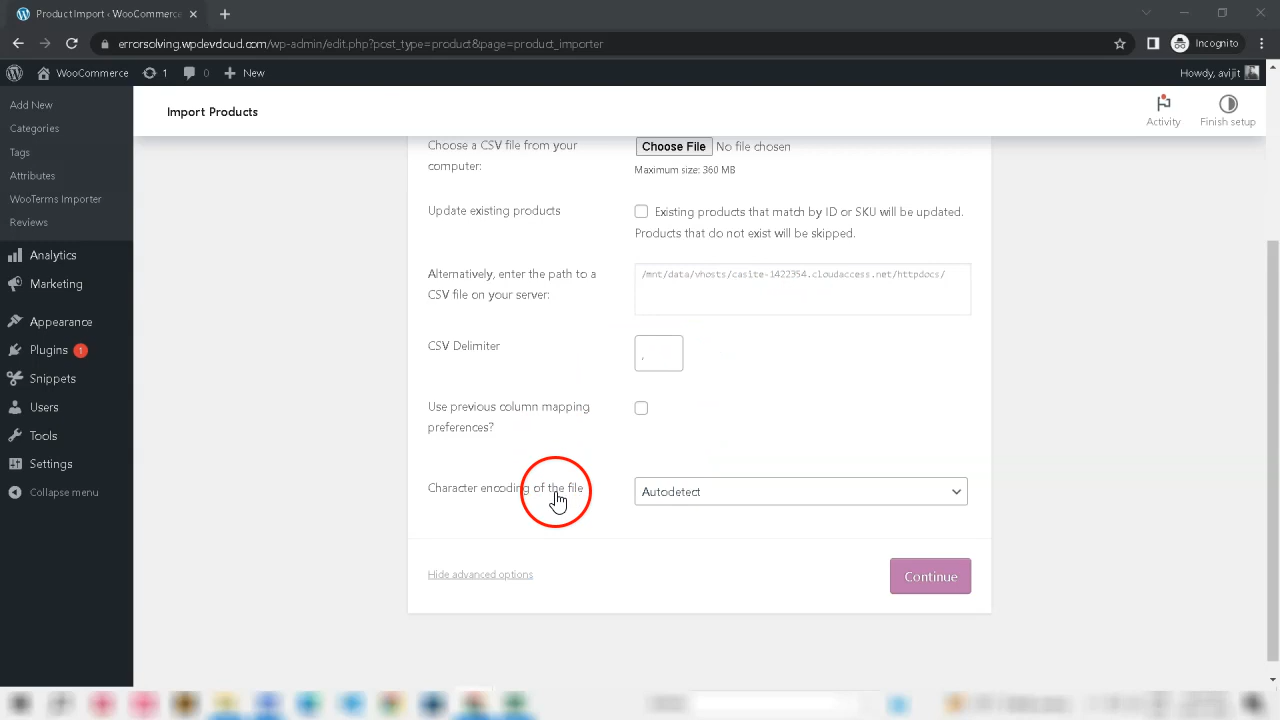 Product Import ‹ WooCommerce
errorsolving.wpdevcloud.com/wp-admin/edit.php?post_type=product&page=product_importer
Incognito
WooCommerce 1 0 New
Howdy, avijit
Add New
Categories
Tags
Attributes
WooTerms Importer
Reviews
Analytics
Marketing
Appearance
Plugins 1
Snippets
Users
Tools
Settings
Collapse menu
Import Products
Activity
Finish setup
Choose a CSV file from your
computer:
Choose File No file chosen
Maximum size: 360 MB
Update existing products
Existing products that match by ID or SKU will be updated.
Products that do not exist will be skipped.
Alternatively, enter the path to a
CSV file on your server:
/mnt/data/vhosts/casite-1422354.cloudaccess.net/httpdocs/
CSV Delimiter
,
Use previous column mapping
preferences?
Character encoding of the file
Autodetect
Hide advanced options
Continue